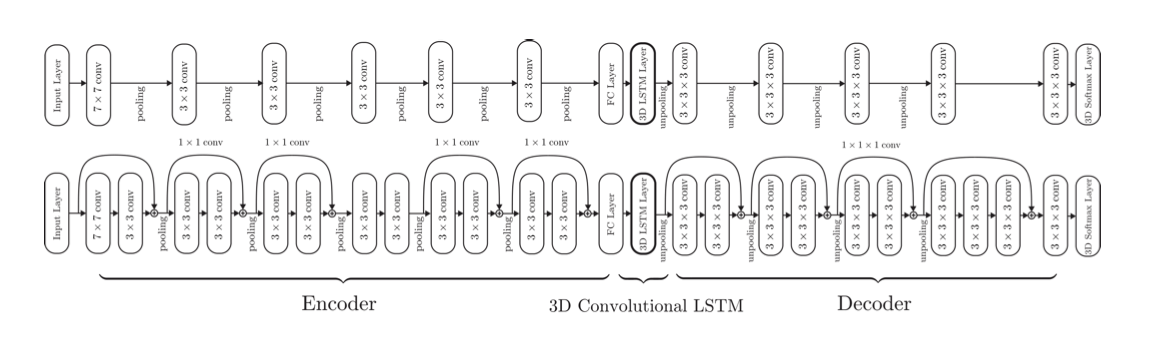 Input Layer
7 × 7 conv
pooling
3 × 3 conv
pooling
3 × 3 conv
pooling
3 × 3 conv
pooling
3 × 3 conv
pooling
3 × 3 conv
pooling
FC Layer
3D LSTM Layer
unpooling
3 × 3 × 3 conv
unpooling
3 × 3 × 3 conv
unpooling
3 × 3 × 3 conv
unpooling
3 × 3 × 3 conv
3 × 3 × 3 conv
3D Softmax Layer
1 × 1 conv
1 × 1 conv
1 × 1 conv
1 × 1 conv
1 × 1 × 1 conv
Input Layer
7 × 7 conv
3 × 3 conv
pooling
3 × 3 conv
3 × 3 conv
pooling
3 × 3 conv
3 × 3 conv
pooling
3 × 3 conv
3 × 3 conv
pooling
3 × 3 conv
3 × 3 conv
pooling
3 × 3 conv
3 × 3 conv
FC Layer
3D LSTM Layer
unpooling
3 × 3 × 3 conv
3 × 3 × 3 conv
unpooling
3 × 3 × 3 conv
3 × 3 × 3 conv
unpooling
3 × 3 × 3 conv
3 × 3 × 3 conv
unpooling
3 × 3 × 3 conv
3 × 3 × 3 conv
3 × 3 × 3 conv
3 × 3 × 3 conv
3D Softmax Layer
Encoder
3D Convolutional LSTM
Decoder